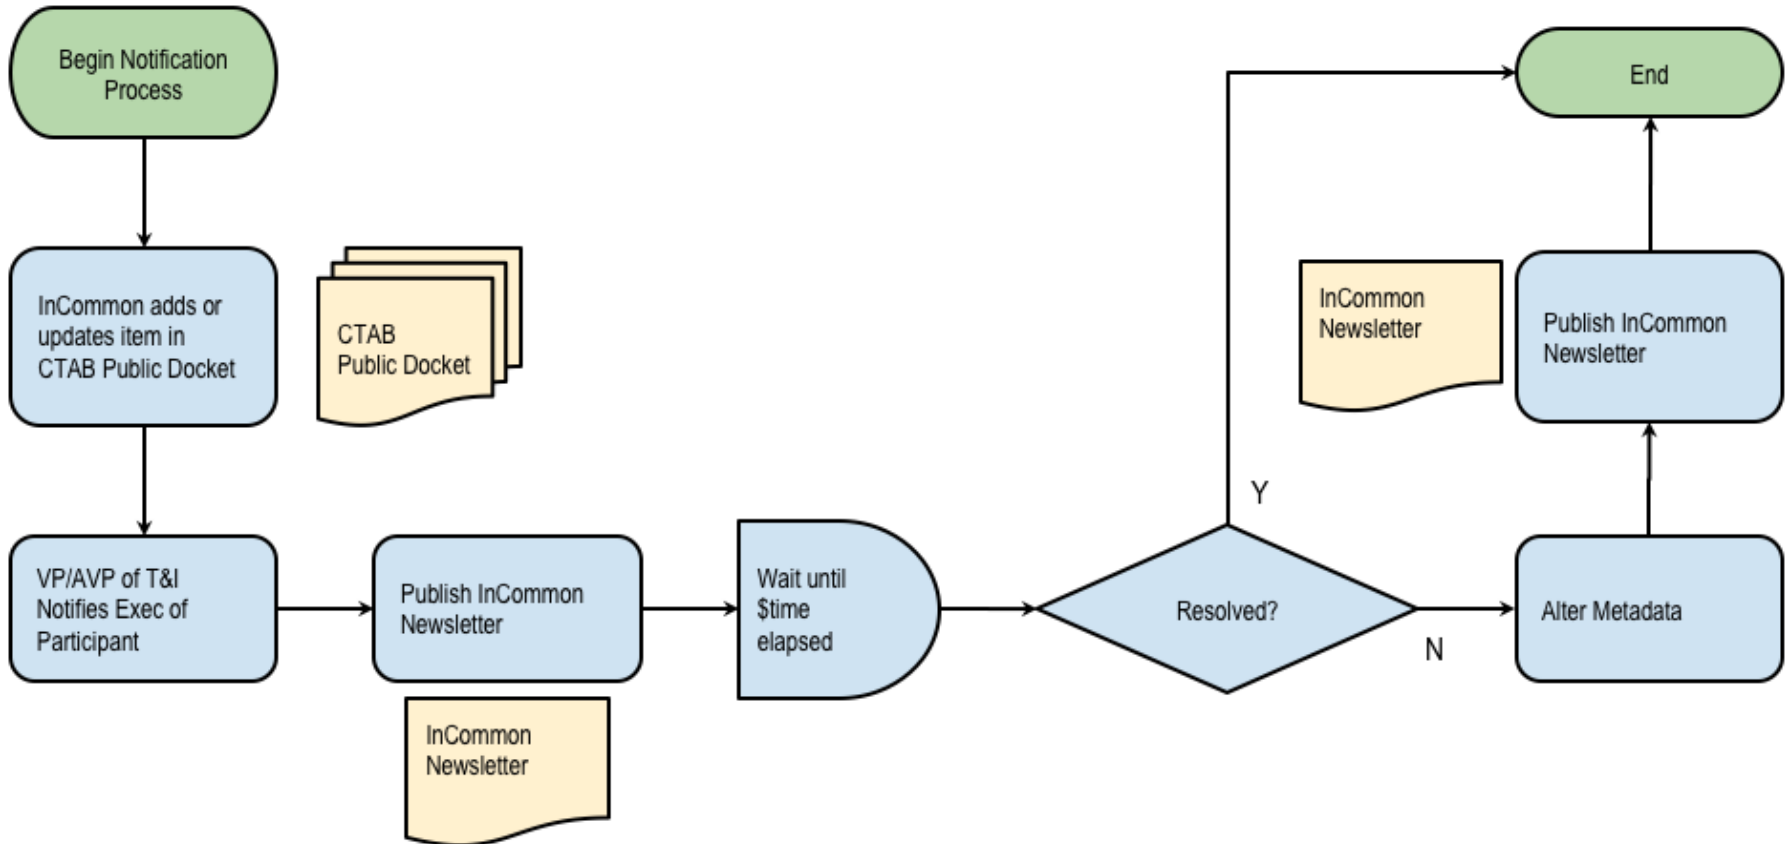 Begin Notification
Process
End
InCommon adds or
updates item in
CTAB Public Docket
CTAB
Public Docket
InCommon
Newsletter
Publish InCommon
Newsletter
Y
VP/AVP of T&I
Notifies Exec of
Participant
Publish InCommon
Newsletter
Wait until
$time
elapsed
Resolved?
N
Alter Metadata
InCommon
Newsletter